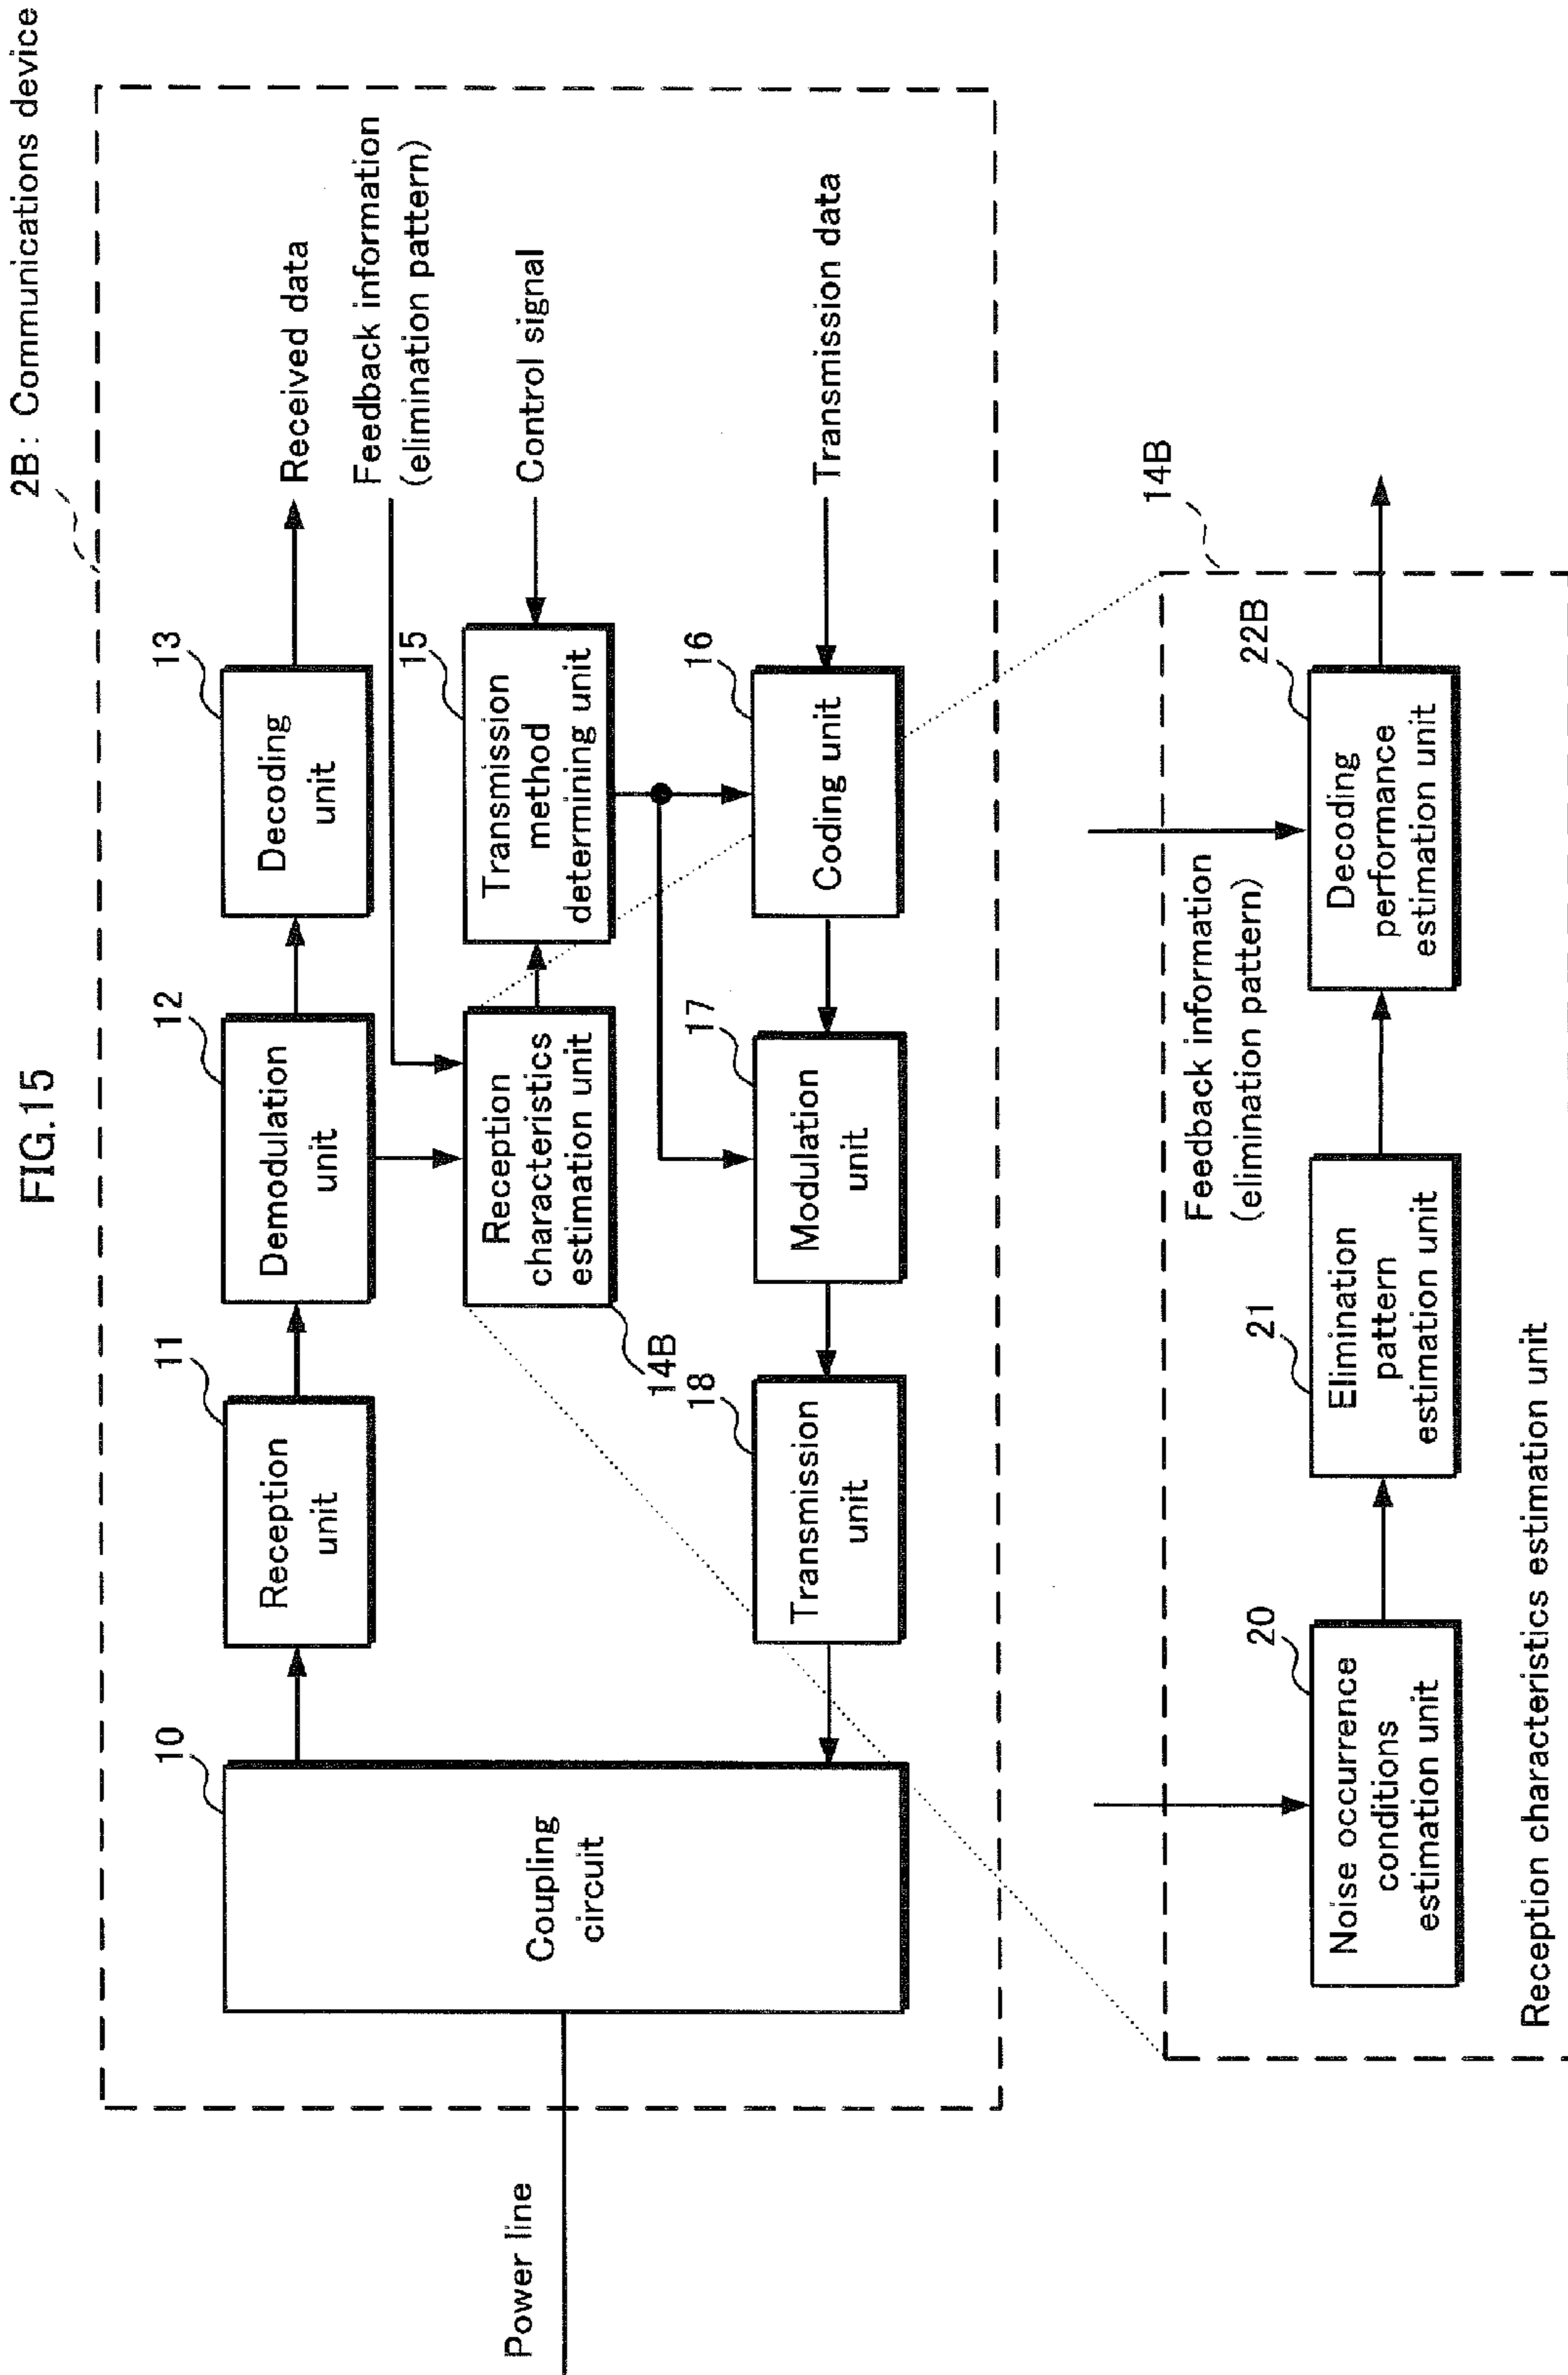 FIG.15
2B: Communications device
Power line
10
Coupling
circuit
11
Reception
unit
12
Demodulation
unit
13
Decoding
unit
Received data
Feedback information
(elimination pattern)
14B
Reception
characteristics
estimation unit
15
Transmission
method
determining unit
Control signal
18
Transmission
unit
17
Modulation
unit
16
Coding unit
Transmission data
14B
Feedback information
(elimination pattern)
20
Noise occurrence
conditions
estimation unit
21
Elimination
pattern
estimation unit
22B
Decoding
performance
estimation unit
Reception characteristics estimation unit